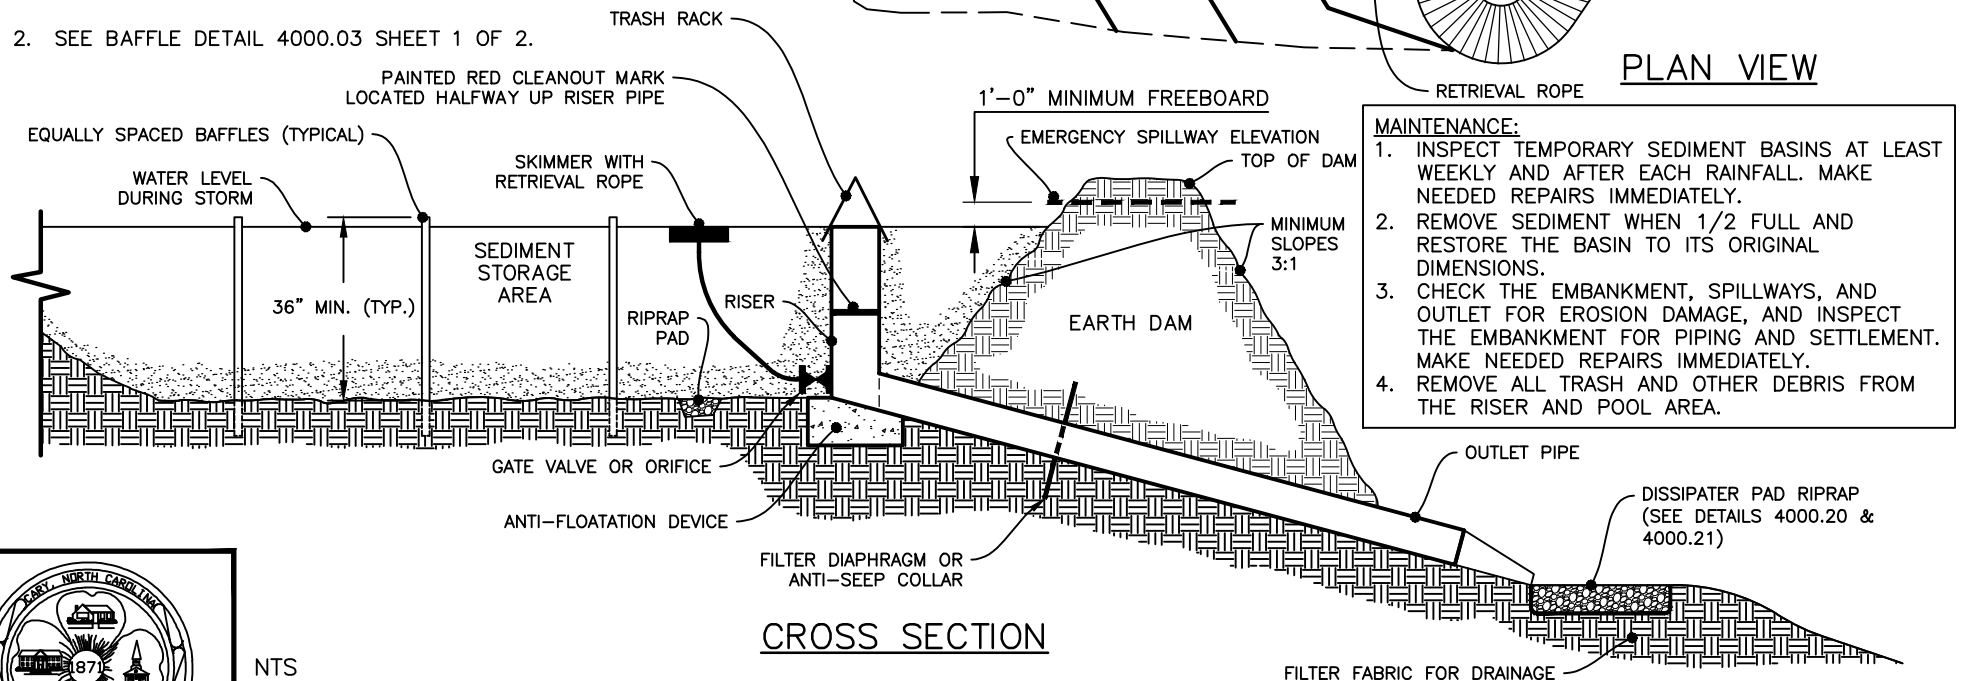 TRASH RACK
2. SEE BAFFLE DETAIL 4000.03 SHEET 1 OF 2.
PLAN VIEW
PAINTED RED CLEANOUT MARK
LOCATED HALFWAY UP RISER PIPE
RETRIEVAL ROPE
1'-0" MINIMUM FREEBOARD
EQUALLY SPACED BAFFLES (TYPICAL)
EMERGENCY SPILLWAY ELEVATION
TOP OF DAM
SKIMMER WITH
RETRIEVAL ROPE
WATER LEVEL
DURING STORM
MAINTENANCE:
1. INSPECT TEMPORARY SEDIMENT BASINS AT LEAST
WEEKLY AND AFTER EACH RAINFALL. MAKE
NEEDED REPAIRS IMMEDIATELY.
2. REMOVE SEDIMENT WHEN 1/2 FULL AND
RESTORE THE BASIN TO ITS ORIGINAL
DIMENSIONS.
3. CHECK THE EMBANKMENT, SPILLWAYS, AND
OUTLET FOR EROSION DAMAGE, AND INSPECT
THE EMBANKMENT FOR PIPING AND SETTLEMENT.
MAKE NEEDED REPAIRS IMMEDIATELY.
4. REMOVE ALL TRASH AND OTHER DEBRIS FROM
THE RISER AND POOL AREA.
MINIMUM
SLOPES
3:1
SEDIMENT
STORAGE
AREA
36" MIN. (TYP.)
RISER
RIPRAP
PAD
EARTH DAM
GATE VALVE OR ORIFICE
OUTLET PIPE
ANTI-FLOATATION DEVICE
DISSIPATER PAD RIPRAP
(SEE DETAILS 4000.20 &
4000.21)
FILTER DIAPHRAGM OR
ANTI-SEEP COLLAR
CROSS SECTION
CARY, NORTH CAROLINA
1871
NTS
FILTER FABRIC FOR DRAINAGE